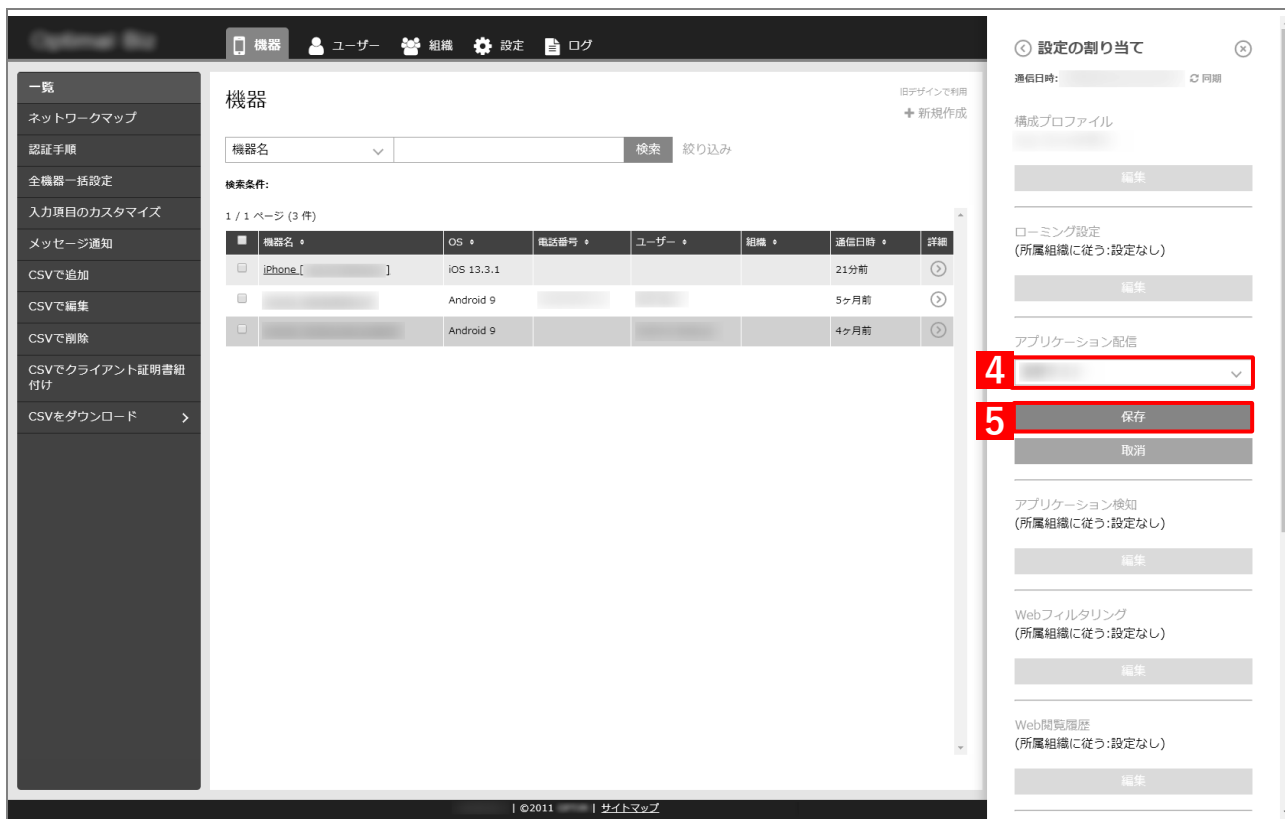 機器
ユーザー
組織
設定
ログ
一覧
ネットワークマップ
認証手順
全機器一括設定
入力項目のカスタマイズ
メッセージ通知
CSVで追加
CSVで編集
CSVで削除
CSVでクライアント証明書紐
付け
CSVをダウンロード
機器
旧デザインで利用
新規作成
機器名
検索
絞り込み
検索条件:
1 / 1 ページ (3 件)
機器名 OS 電話番号 ユーザー 組織 通信日時 詳細
iPhone [ ] iOS 13.3.1 21分前
Android 9 5ヶ月前
Android 9 4ヶ月前
| ©2011 | サイトマップ
設定の割り当て
通信日時: 同期
構成プロファイル
編集
ローミング設定
(所属組織に従う:設定なし)
編集
アプリケーション配信
4
5 保存
取消
アプリケーション検知
(所属組織に従う:設定なし)
編集
Webフィルタリング
(所属組織に従う:設定なし)
編集
Web閲覧履歴
(所属組織に従う:設定なし)
編集